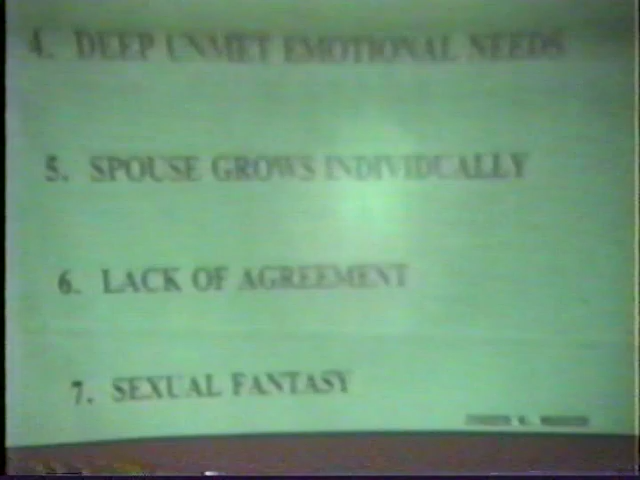 4. DEEP UNMET EMOTIONAL NEEDS
5. SPOUSE GROWS INDIVIDUALLY
6. LACK OF AGREEMENT
7. SEXUAL FANTASY